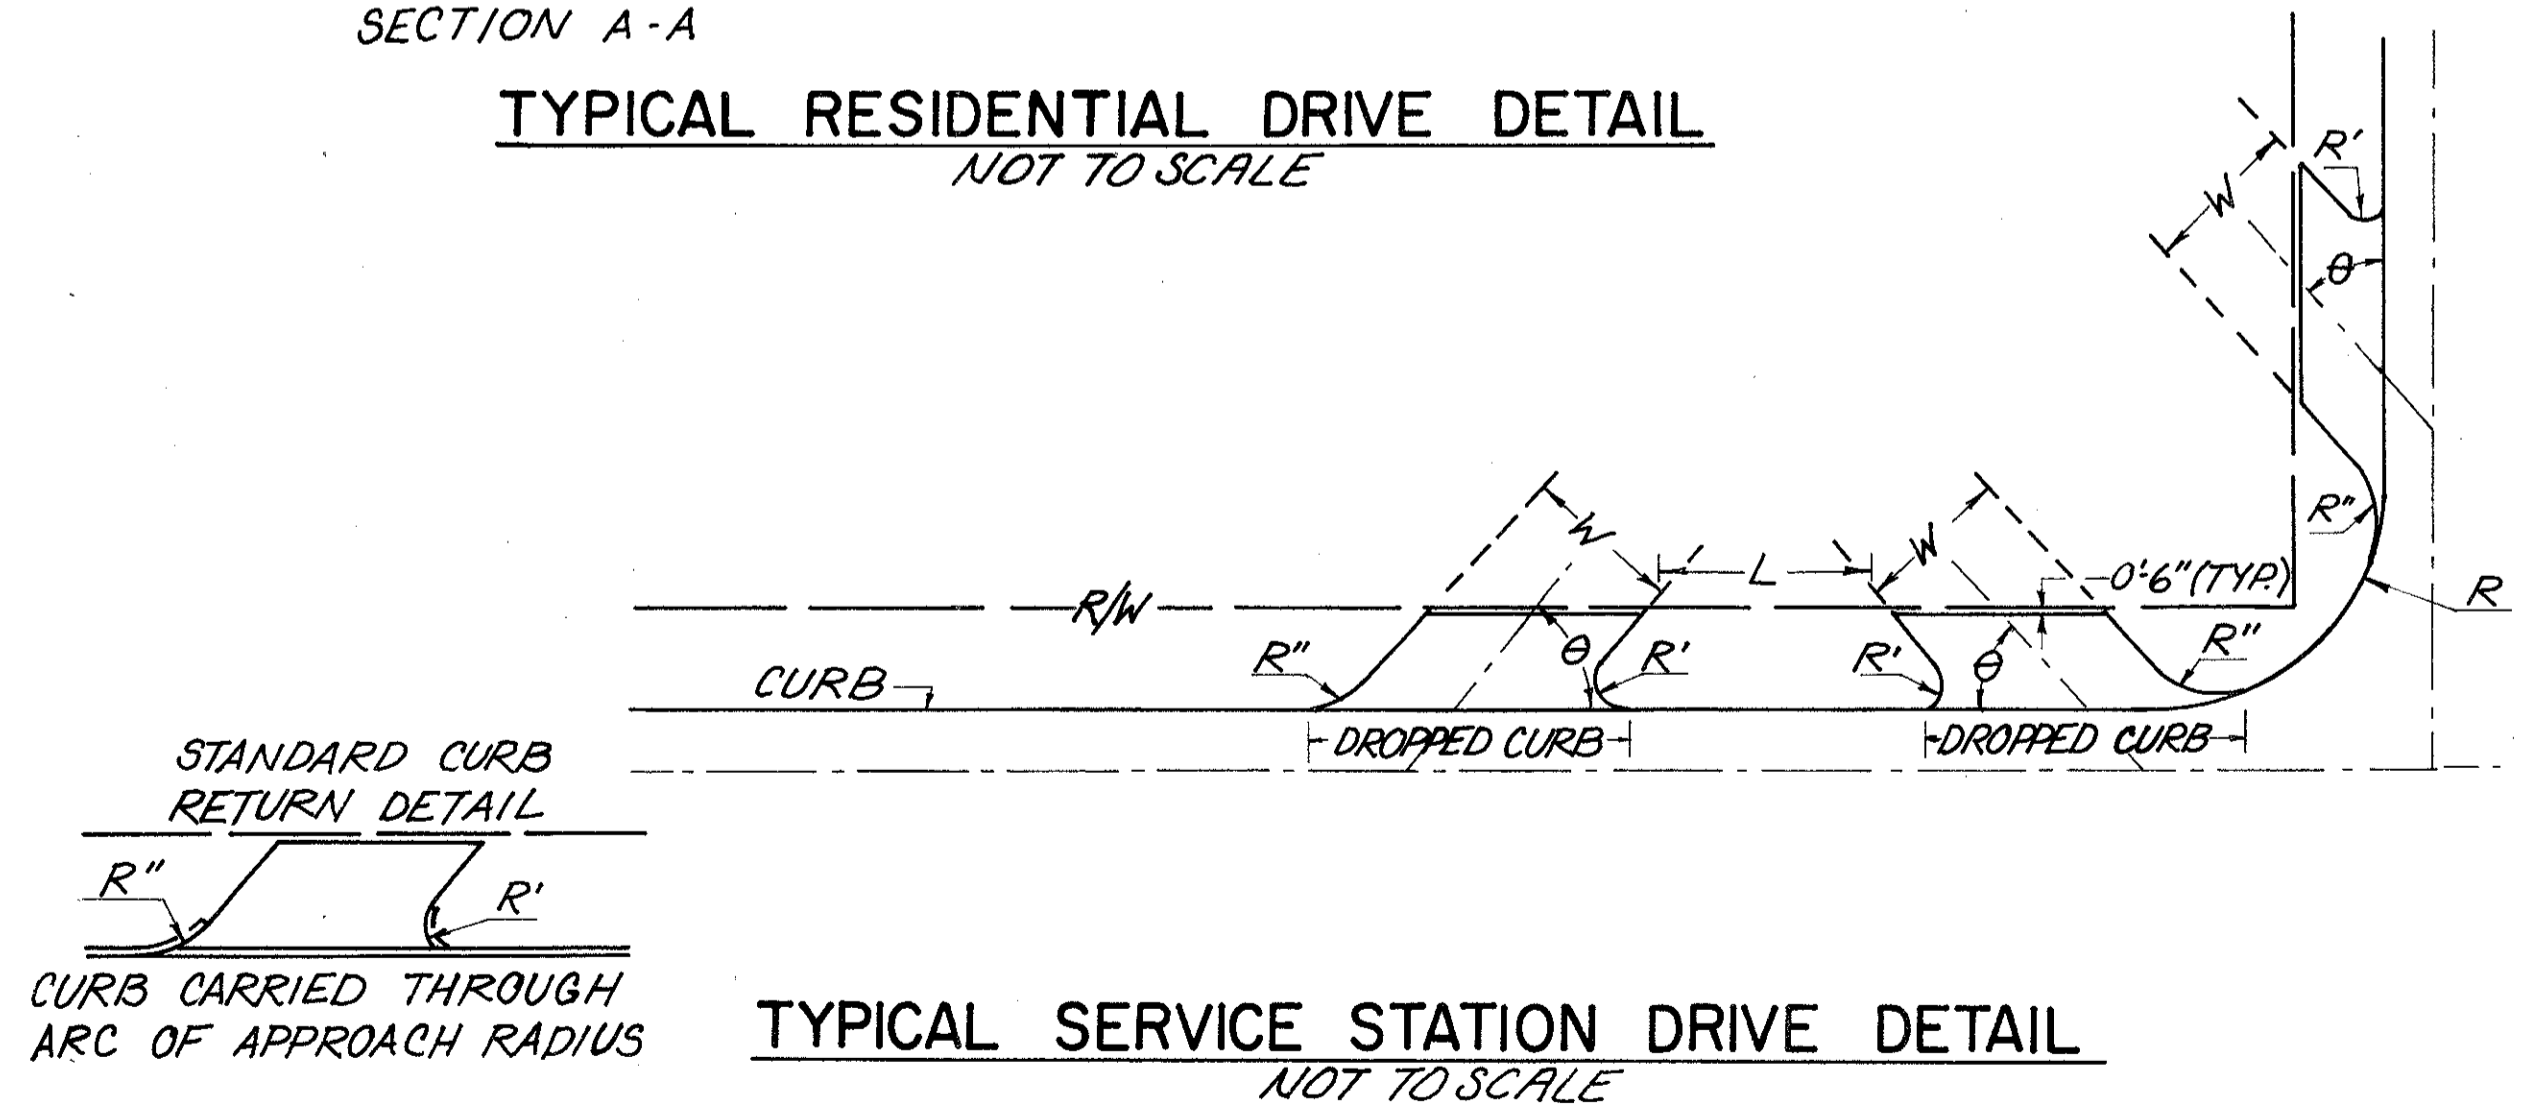 SECTION A-A
TYPICAL RESIDENTIAL DRIVE DETAIL
NOT TO SCALE
R'
W
θ
R"
R
W
L
W
0'-6" (TYP.)
R/W
R"
θ
R'
R'
θ
R"
CURB
DROPPED CURB
DROPPED CURB
STANDARD CURB
RETURN DETAIL
R"
R'
CURB CARRIED THROUGH
ARC OF APPROACH RADIUS
TYPICAL SERVICE STATION DRIVE DETAIL
NOT TO SCALE